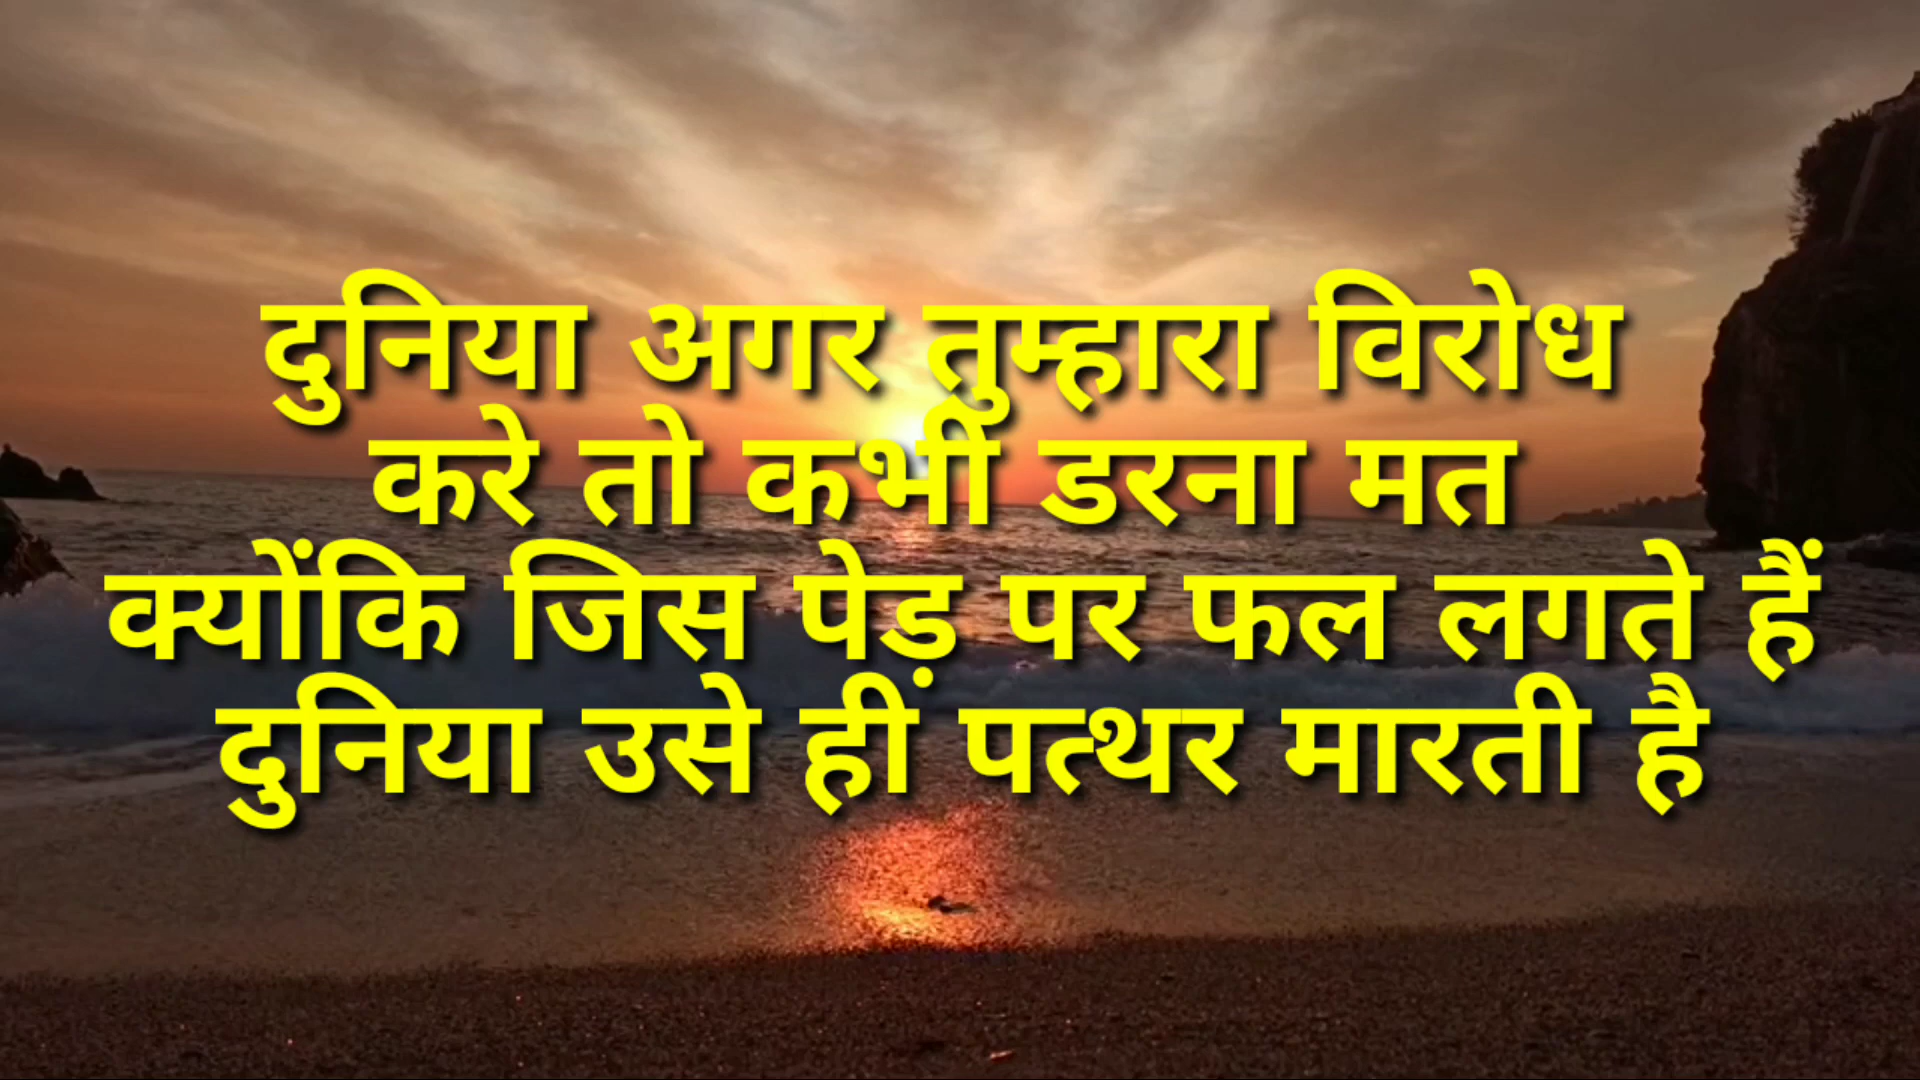 दुनिया अगर तुम्हारा विरोध
करे तो कभी डरना मत
क्योंकि जिस पेड़ पर फल लगते हैं
दुनिया उसे हीं पत्थर मारती है